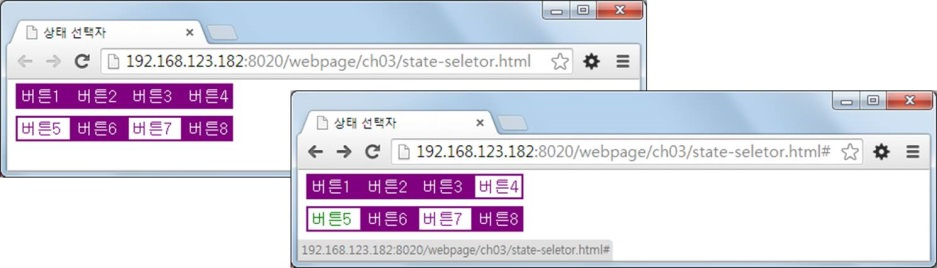 상태 선택자
192.168.123.182:8020/webpage/ch03/state-seletor.html
버튼1 버튼2 버튼3 버튼4
버튼5 버튼6 버튼7 버튼8
상태 선택자
192.168.123.182:8020/webpage/ch03/state-seletor.html#
버튼1 버튼2 버튼3 버튼4
버튼5 버튼6 버튼7 버튼8
192.168.123.182:8020/webpage/ch03/state-seletor.html#